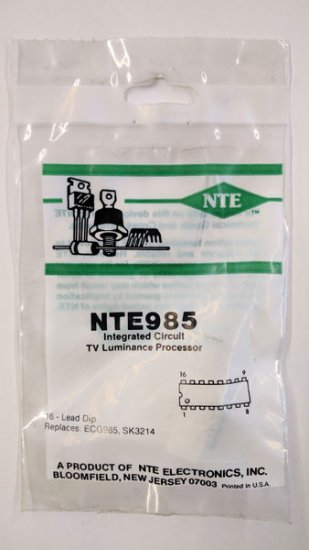 NTE
TM
NTE985
Integrated Circuit
TV Luminance Processor
16 9
16 - Lead Dip
Replaces: ECG985, SK3214
1 8
A PRODUCT OF NTE ELECTRONICS, INC.
BLOOMFIELD, NEW JERSEY 07003 Printed in U.S.A.